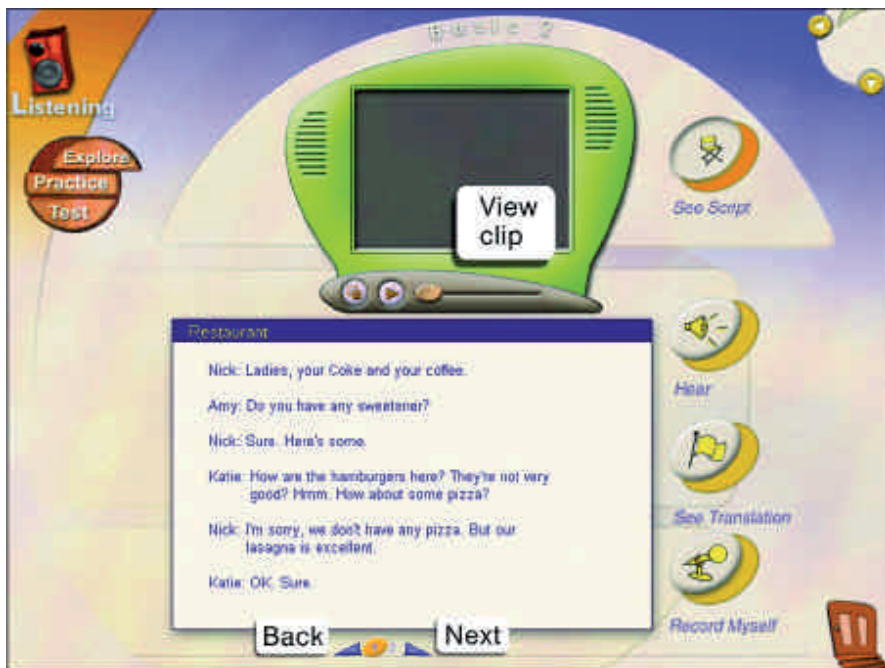 Basic 2
Listening
Explore
Practice
Test
View
clip
See Script
Restaurant
Nick: Ladies, your Coke and your coffee.
Amy: Do you have any sweetener?
Nick: Sure. Here's some.
Katie: How are the hamburgers here? They're not very
good? Hmm. How about some pizza?
Nick: I'm sorry, we don't have any pizza. But our
lasagna is excellent.
Katie: OK. Sure.
Hear
See Translation
Record Myself
Back
Next